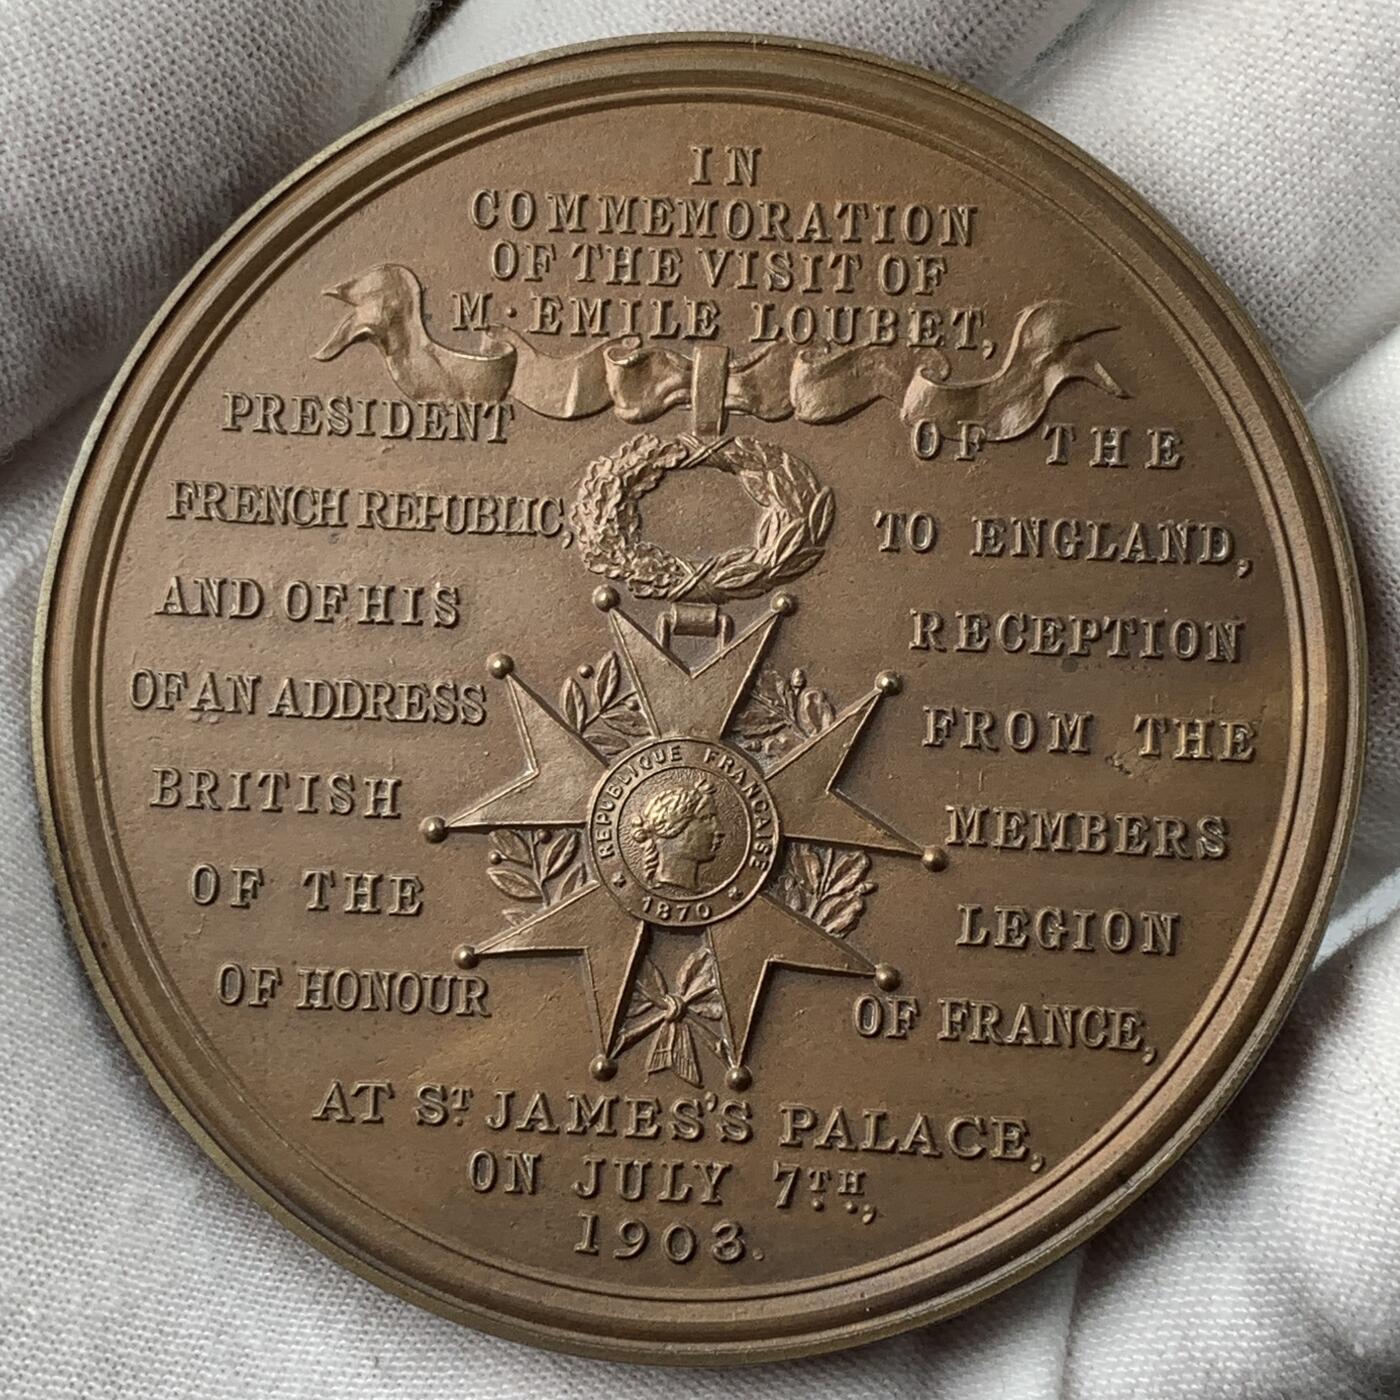 IN
COMMEMORATION
OF THE VISIT OF
M·EMILE LOUBET,
PRESIDENT OF THE
FRENCH REPUBLIC, TO ENGLAND,
AND OF HIS RECEPTION
OF AN ADDRESS FROM THE
BRITISH MEMBERS
OF THE LEGION
OF HONOUR OF FRANCE,
AT ST JAMES'S PALACE,
ON JULY 7TH,
1903.
REPUBLIQUE FRANÇAISE
* 1870 *